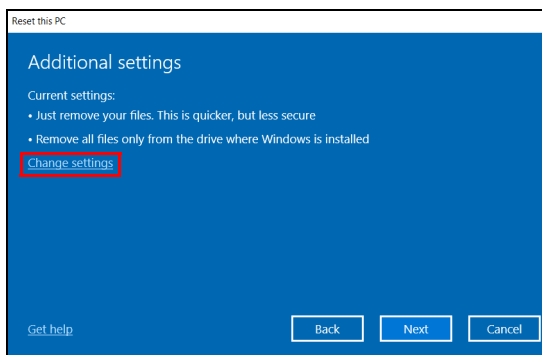 Reset this PC
Additional settings
Current settings:
• Just remove your files. This is quicker, but less secure
• Remove all files only from the drive where Windows is installed
Change settings
Get help
Back
Next
Cancel